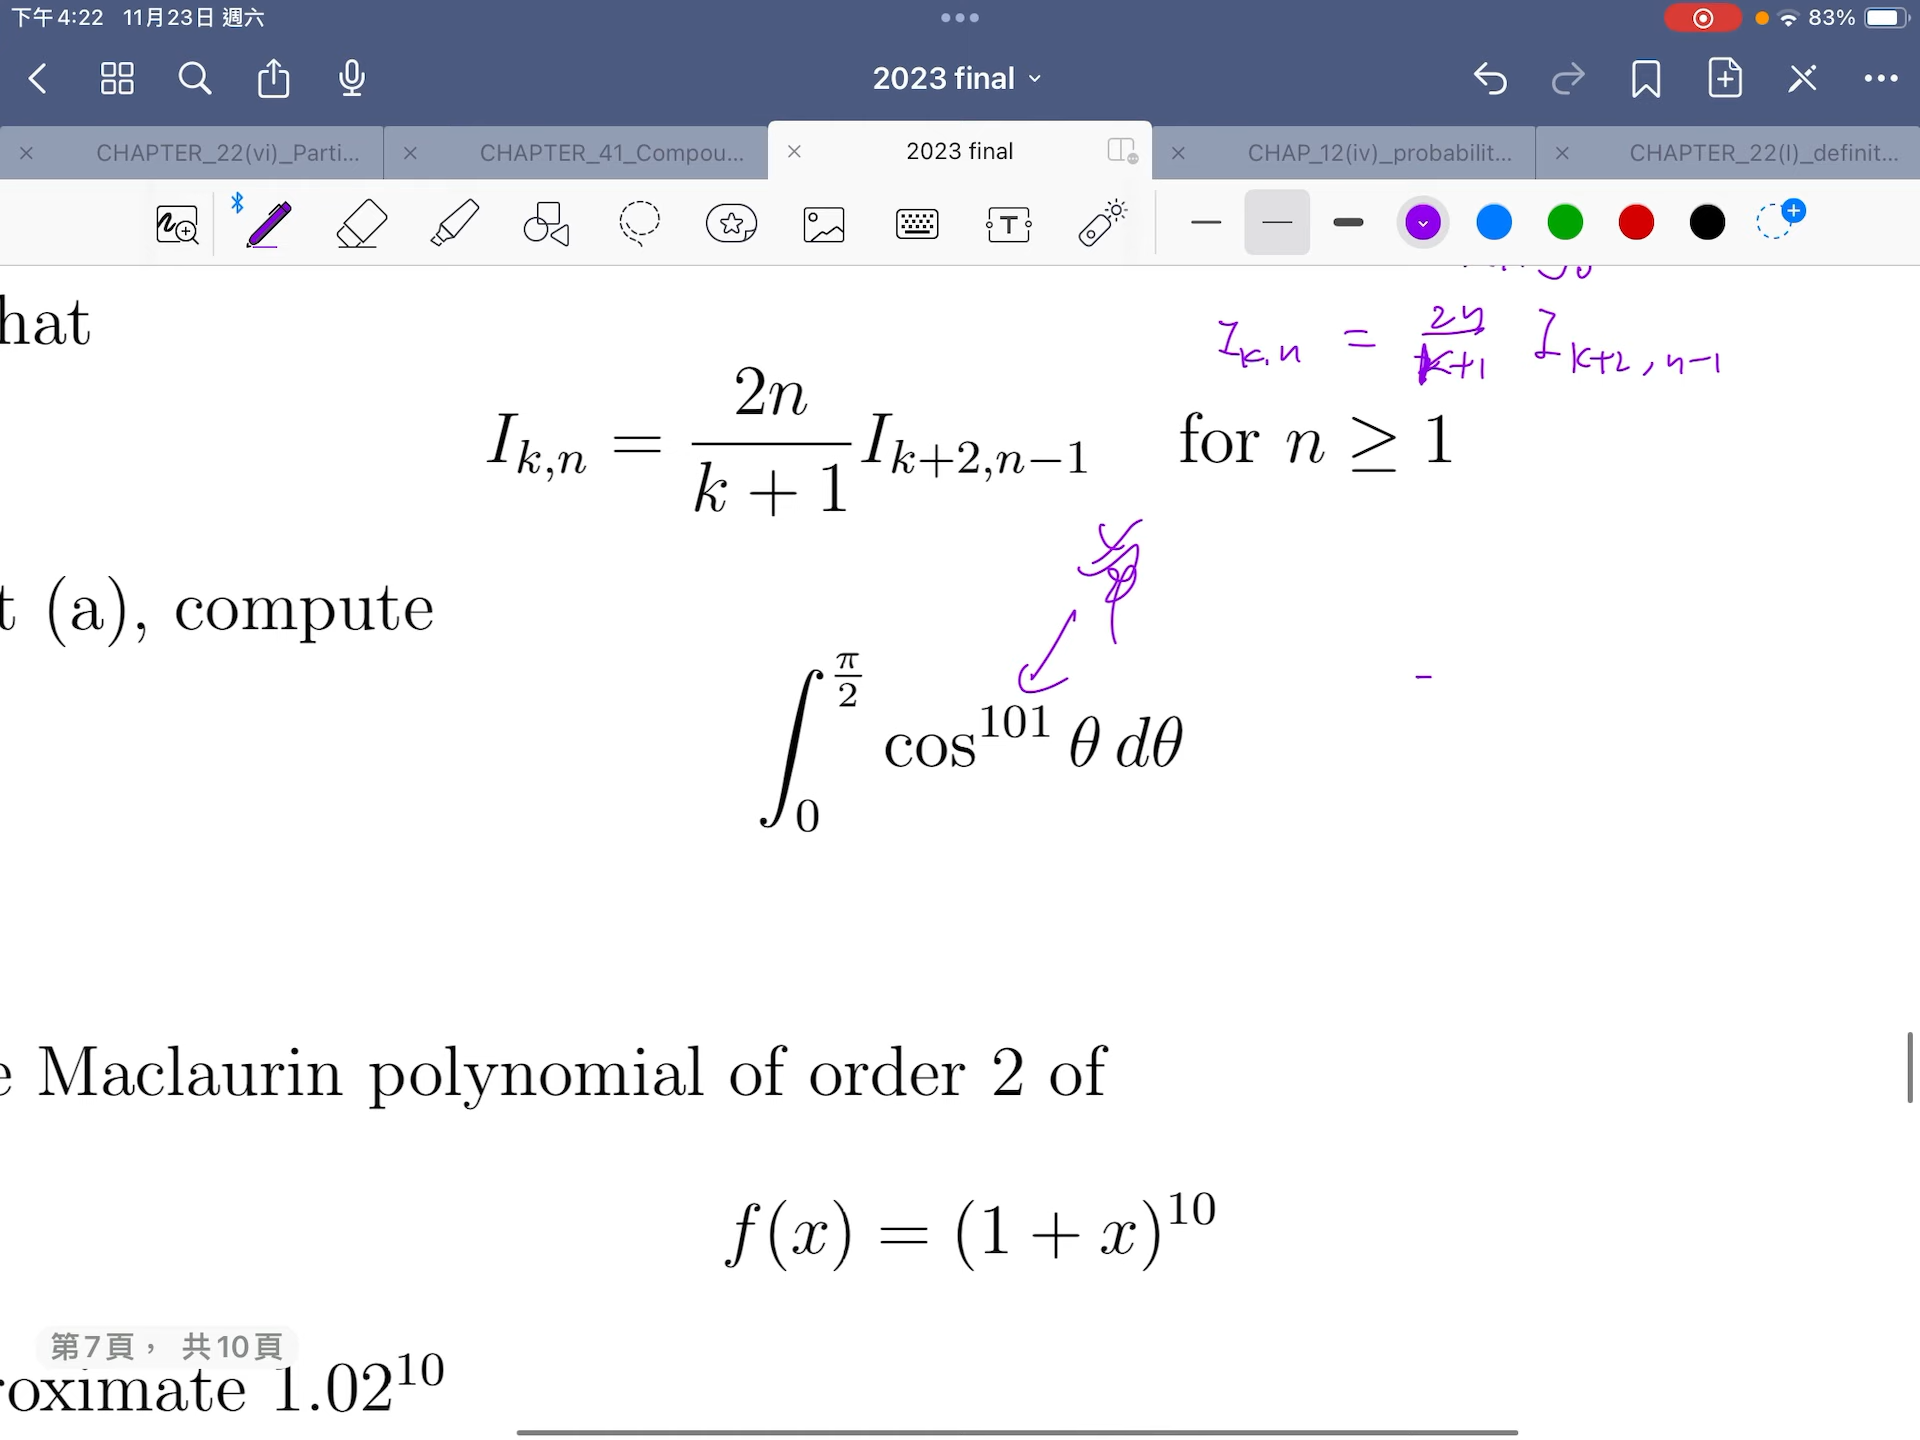 下午4:22 11月23日 週六
83%
2023 final
CHAPTER_22(vi)_Parti...
CHAPTER_41_Compou...
2023 final
CHAP_12(iv)_probabilit...
CHAPTER_22(I)_definit...
hat
I_{k,n} = \frac{2n}{k+1} I_{k+2,n-1}
I_{k,n} = \frac{2n}{k+1} I_{k+2,n-1} for n ≥ 1
t (a), compute
\int_0^{\frac{π}{2}} cos^{101} θ dθ
e Maclaurin polynomial of order 2 of
f(x) = (1 + x)^{10}
第7頁， 共10頁
roximate 1.02^{10}